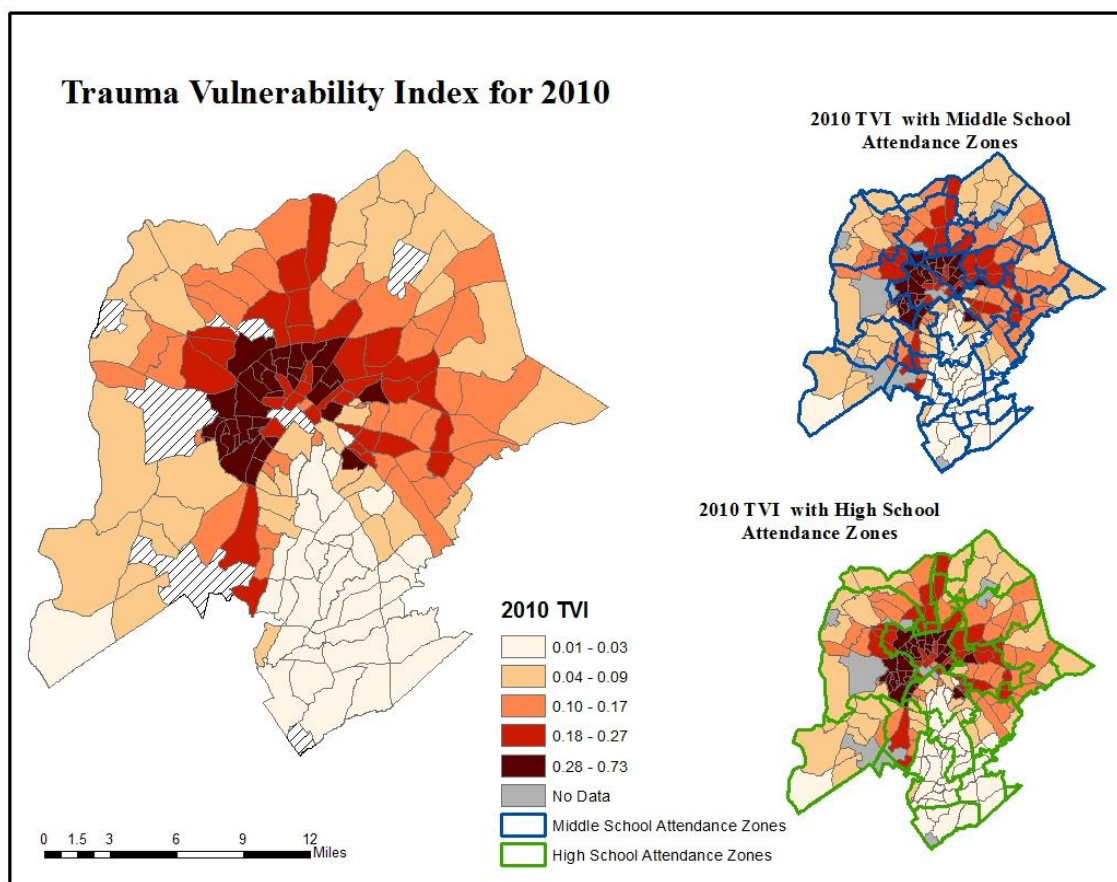 Trauma Vulnerability Index for 2010
2010 TVI with Middle School
Attendance Zones
2010 TVI with High School
Attendance Zones
2010 TVI
0.01 - 0.03
0.04 - 0.09
0.10 - 0.17
0.18 - 0.27
0.28 - 0.73
No Data
Middle School Attendance Zones
High School Attendance Zones
0 1.5 3 6 9 12
Miles